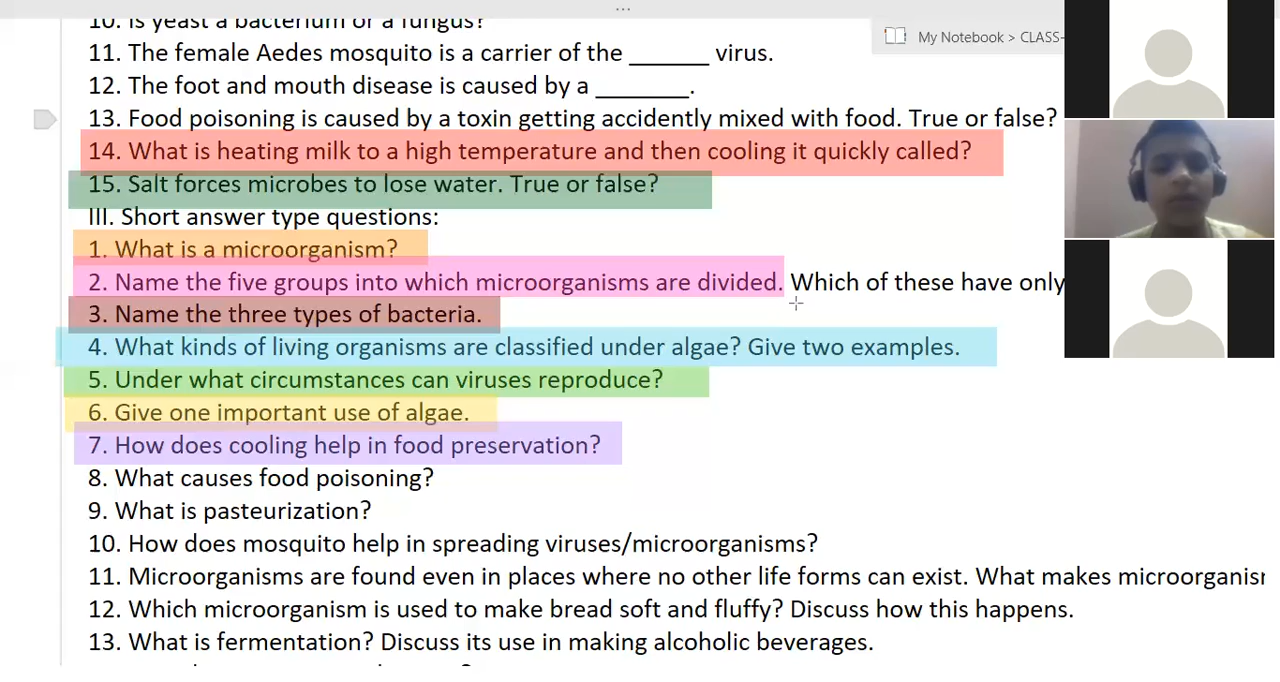 ...
10. Is yeast a bacterium or a fungus?
My Notebook > CLASS-
11. The female Aedes mosquito is a carrier of the ______ virus.
12. The foot and mouth disease is caused by a _______.
13. Food poisoning is caused by a toxin getting accidently mixed with food. True or false?
14. What is heating milk to a high temperature and then cooling it quickly called?
15. Salt forces microbes to lose water. True or false?
III. Short answer type questions:
1. What is a microorganism?
2. Name the five groups into which microorganisms are divided. Which of these have only
3. Name the three types of bacteria.
4. What kinds of living organisms are classified under algae? Give two examples.
5. Under what circumstances can viruses reproduce?
6. Give one important use of algae.
7. How does cooling help in food preservation?
8. What causes food poisoning?
9. What is pasteurization?
10. How does mosquito help in spreading viruses/microorganisms?
11. Microorganisms are found even in places where no other life forms can exist. What makes microorganisr
12. Which microorganism is used to make bread soft and fluffy? Discuss how this happens.
13. What is fermentation? Discuss its use in making alcoholic beverages.